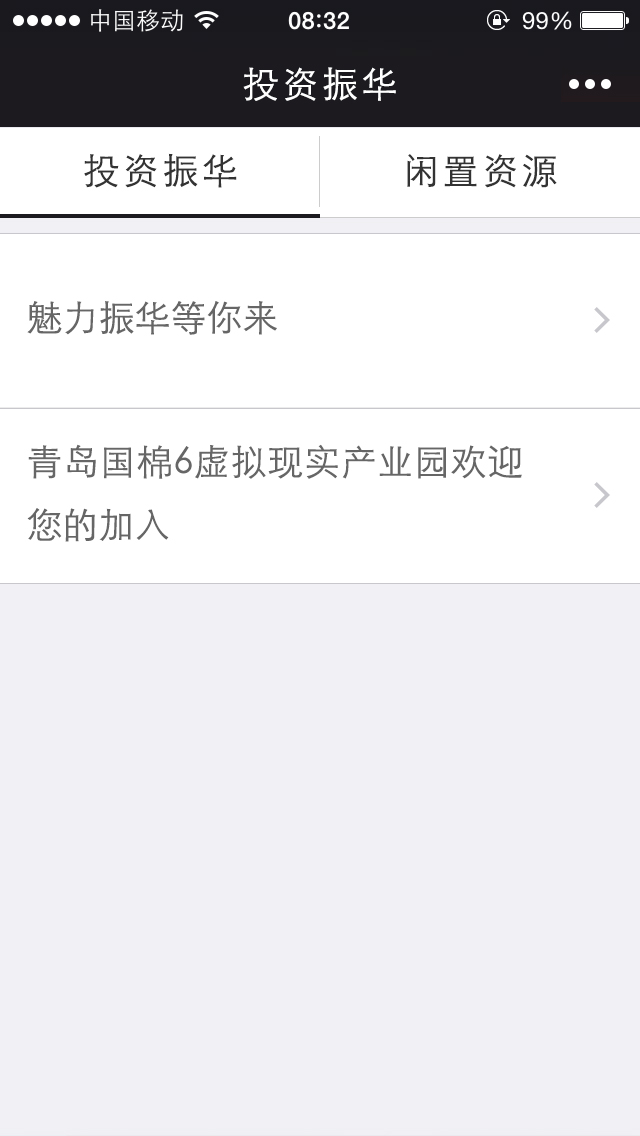 中国移动 08:32 99%
投资振华
投资振华 闲置资源
魅力振华等你来
青岛国棉6虚拟现实产业园欢迎
您的加入